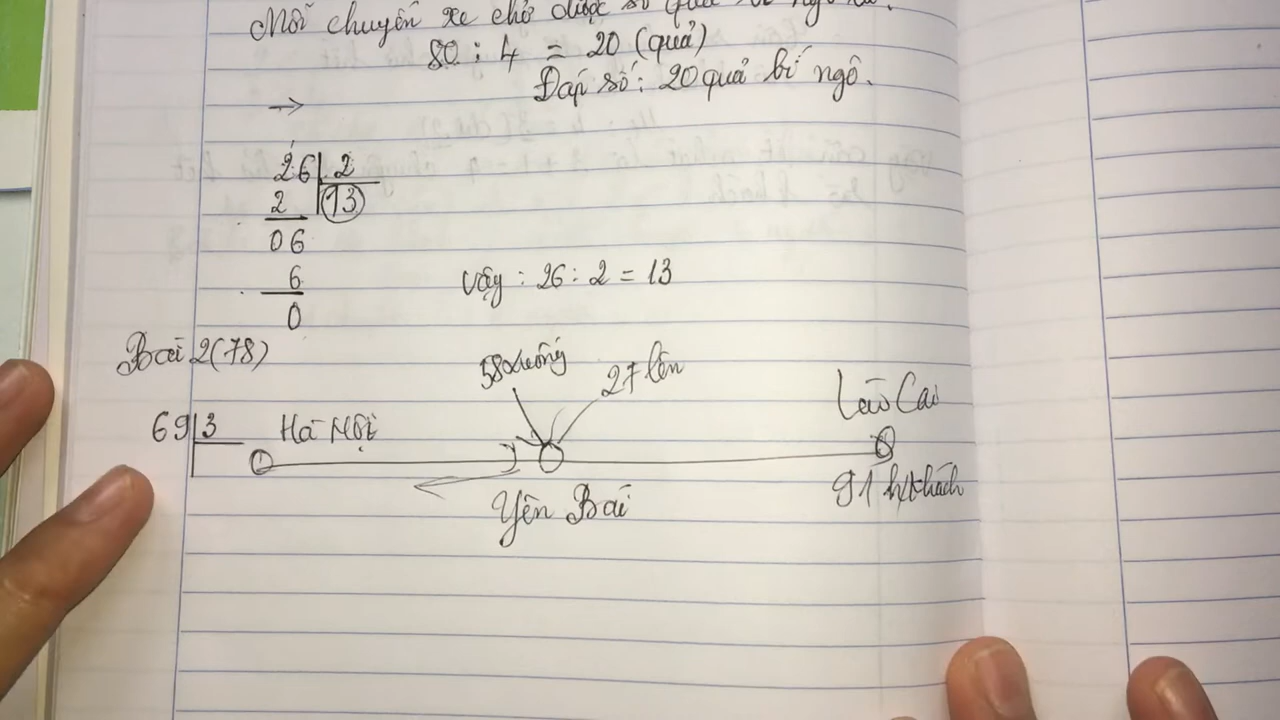 Mỗi chuyến xe chở được số quả bí ngô là:
80 : 4 = 20 (quả)
Đáp số: 20 quả bí ngô.
→
26 2
2 13
06
6
0
Vậy : 26 : 2 = 13
Bài 2 (78)
58 xuống 27 lên
Lào Cai
69 3 Hà Nội
91 h/khách
Yên Bái